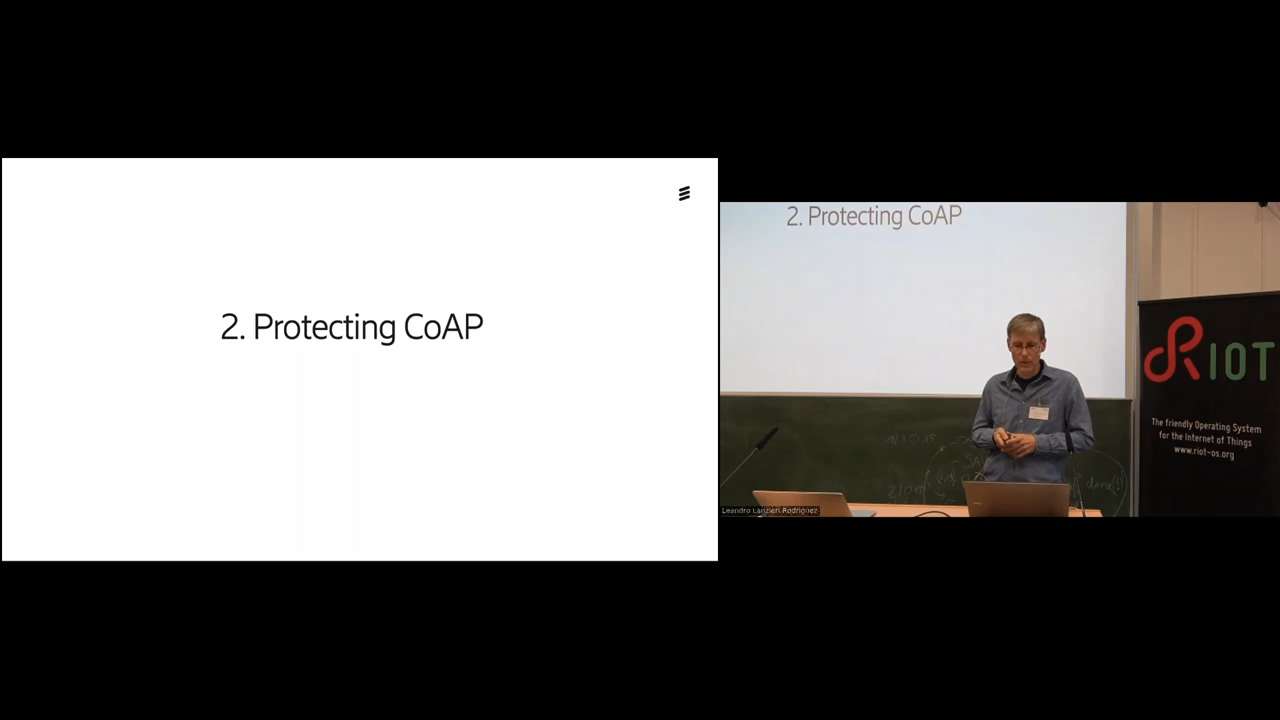 2. Protecting CoAP
2. Protecting CoAP
RIOT
The friendly Operating System
for the Internet of Things
www.riot-os.org
Leandro Lanzieri Rodriguez